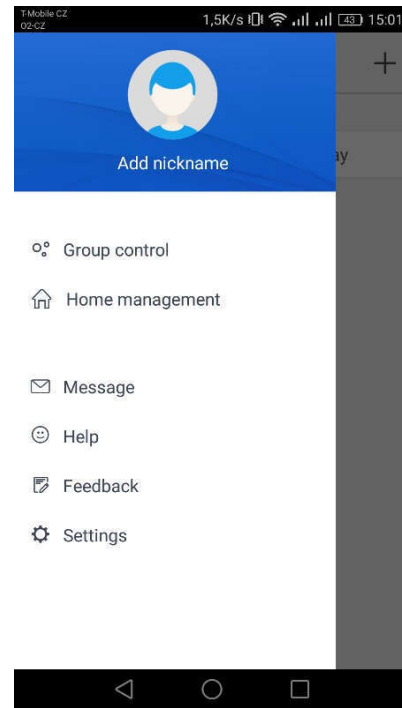 T-Mobile CZ
O2-CZ
1,5K/s 43 15:01
Add nickname
ay
Group control
Home management
Message
Help
Feedback
Settings